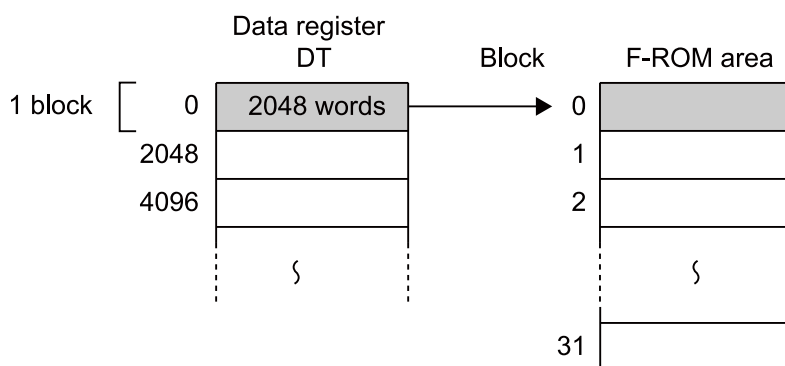 Data register
DT
Block
F-ROM area
1 block
0
2048 words
0
2048
1
4096
2
31